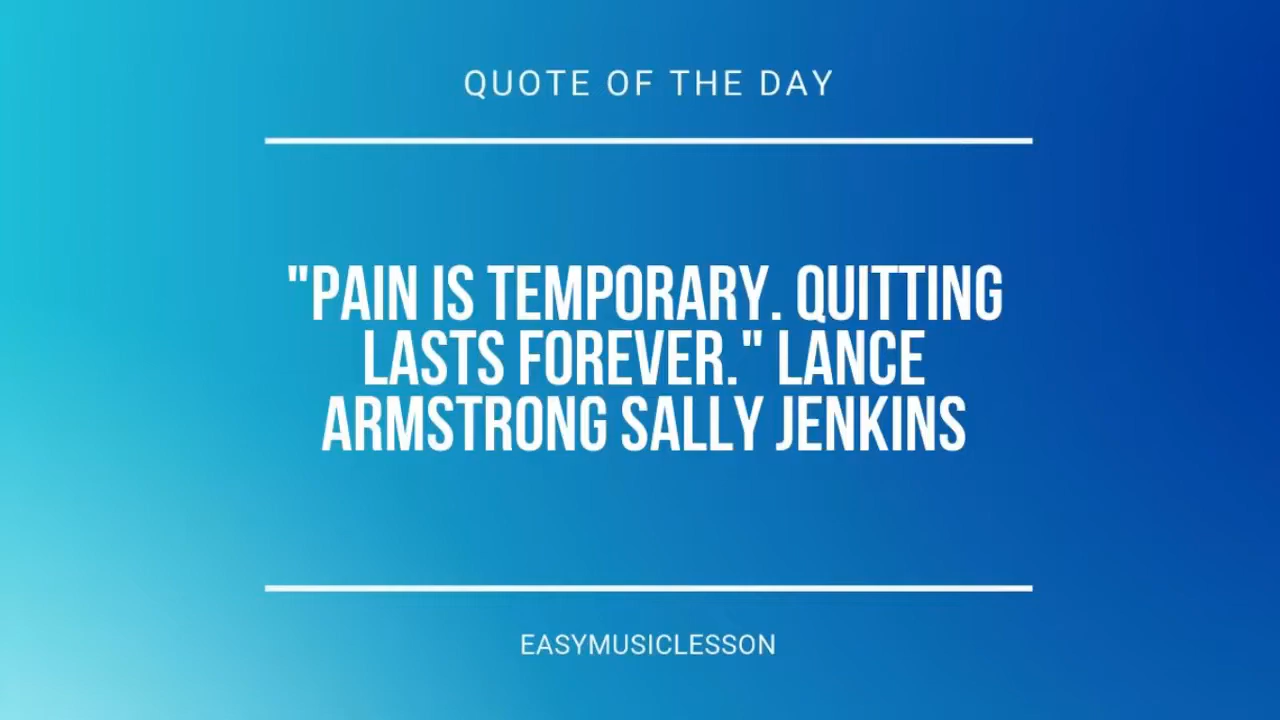 QUOTE OF THE DAY
"PAIN IS TEMPORARY. QUITTING
LASTS FOREVER." LANCE
ARMSTRONG SALLY JENKINS
EASYMUSICLESSON